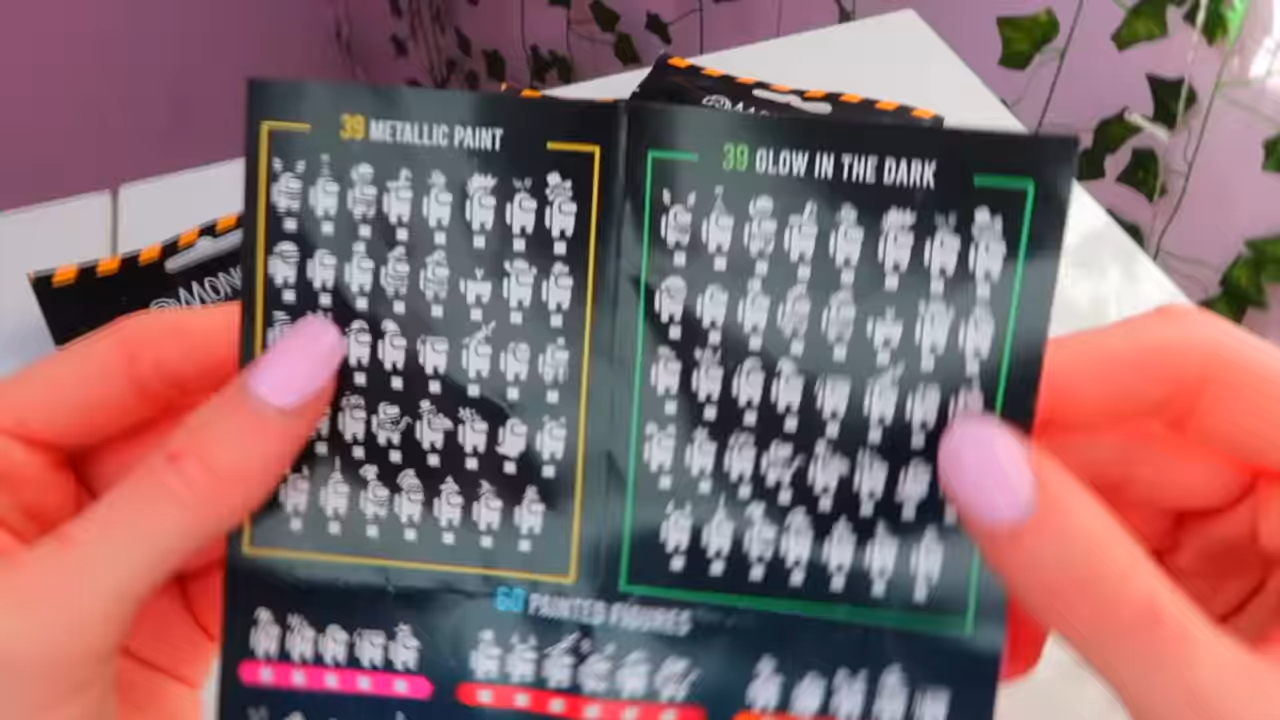 39 METALLIC PAINT
39 GLOW IN THE DARK
60 PAINTED FIGURES